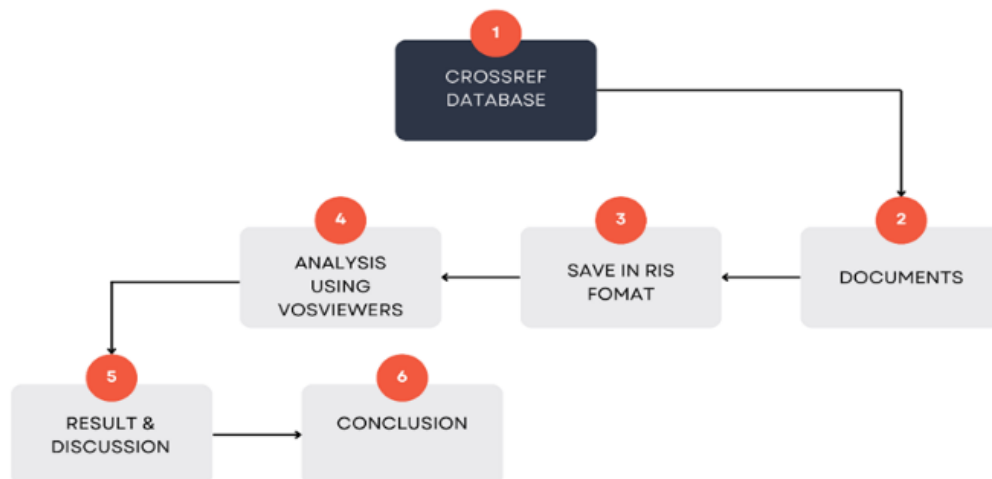 1
CROSSREF
DATABASE
2
DOCUMENTS
3
SAVE IN RIS
FOMAT
4
ANALYSIS
USING
VOSVIEWERS
5
RESULT &
DISCUSSION
6
CONCLUSION